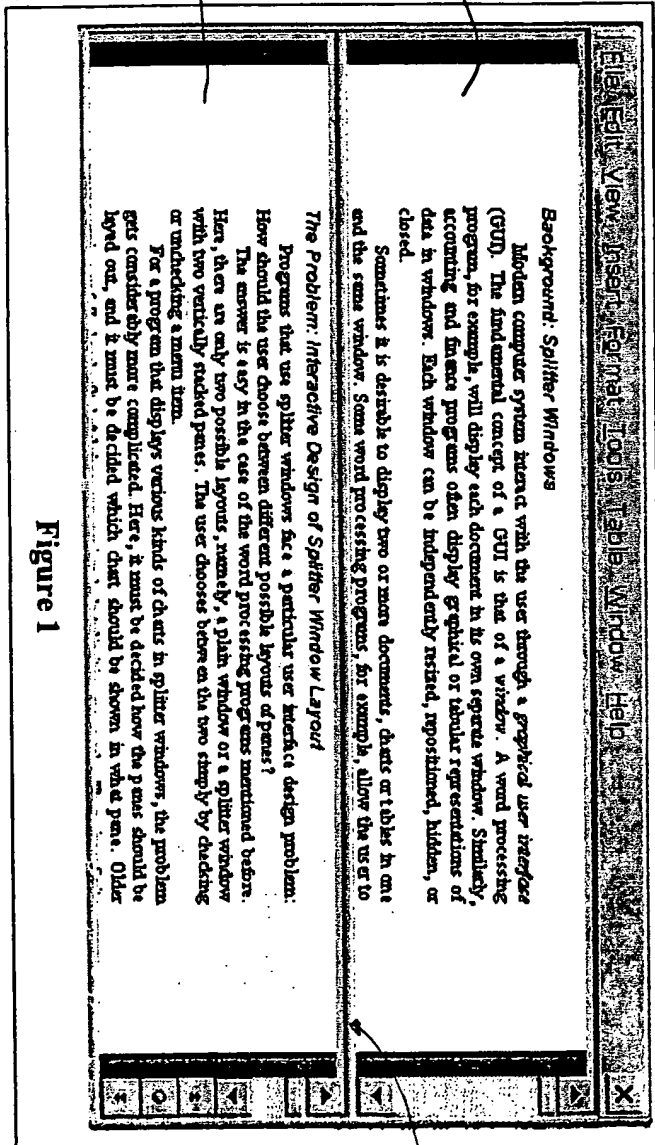 File Edit View Insert Format Tools Table Window Help
Background: Splitter Windows
Modern computer system interact with the user through a graphical user interface
(GUI). The fundamental concept of a GUI is that of a window. A word processing
program, for example, will display each document in its own separate window. Similarly,
accounting and finance programs often display graphical or tabular representations of
data in windows. Each window can be independently resized, repositioned, hidden, or
closed.
Sometimes it is desirable to display two or more documents, charts or tables in one
and the same window. Some word processing programs, for example, allow the user to
The Problem: Interactive Design of Splitter Window Layout
Programs that use splitter windows face a particular user interface design problem:
How should the user choose between different possible layouts of panes?
The answer is easy in the case of the word processing programs mentioned before.
Here, there are only two possible layouts, namely, a plain window or a splitter window
with two vertically stacked panes. The user chooses between the two simply by checking
or unchecking a menu item.
For a program that displays various kinds of charts in splitter windows, the problem
gets considerably more complicated. Here, it must be decided how the panes should be
layed out, and it must be decided which chart should be shown in what pane. Older
Figure 1